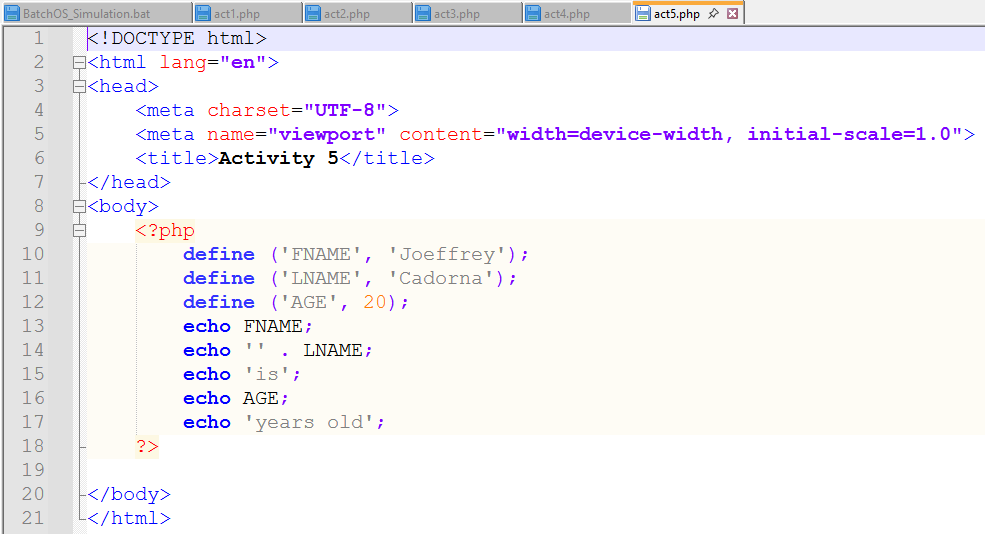 BatchOS_Simulation.bat act1.php act2.php act3.php act4.php act5.php
1 <!DOCTYPE html>
2 <html lang="en">
3 <head>
4 <meta charset="UTF-8">
5 <meta name="viewport" content="width=device-width, initial-scale=1.0">
6 <title>Activity 5</title>
7 </head>
8 <body>
9 <?php
10 define ('FNAME', 'Joeffrey');
11 define ('LNAME', 'Cadorna');
12 define ('AGE', 20);
13 echo FNAME;
14 echo '' . LNAME;
15 echo 'is';
16 echo AGE;
17 echo 'years old';
18 ?>
19
20 </body>
21 </html>